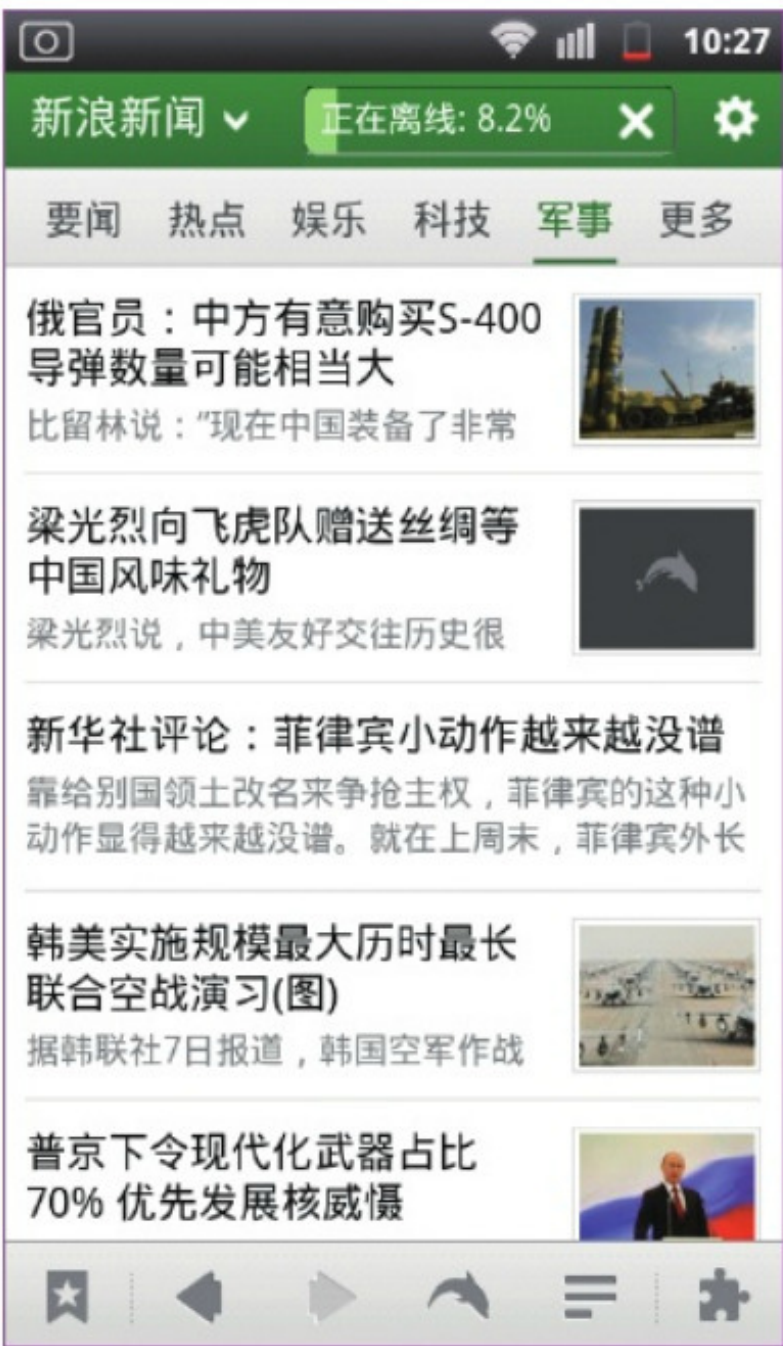 10:27
新浪新闻 正在离线: 8.2%
要闻 热点 娱乐 科技 军事 更多
俄官员：中方有意购买S-400
导弹数量可能相当大
比留林说：“现在中国装备了非常
梁光烈向飞虎队赠送丝绸等
中国风味礼物
梁光烈说，中美友好交往历史很
新华社评论：菲律宾小动作越来越没谱
靠给别国领土改名来争抢主权，菲律宾的这种小
动作显得越来越没谱。就在上周末，菲律宾外长
韩美实施规模最大历时最长
联合空战演习(图)
据韩联社7日报道，韩国空军作战
普京下令现代化武器占比
70% 优先发展核威慑